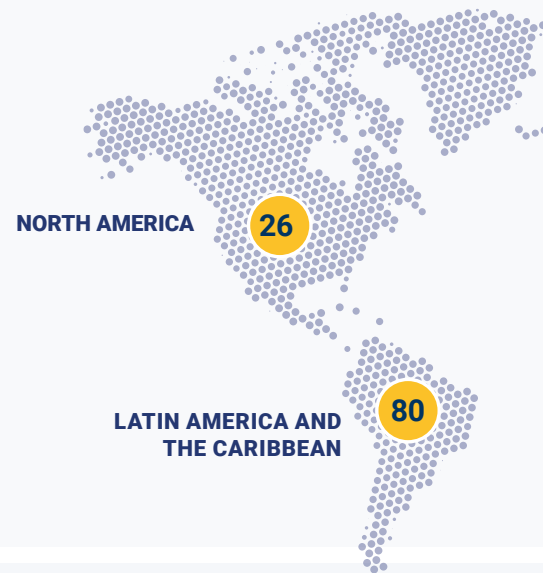 NORTH AMERICA
26
80
LATIN AMERICA AND
THE CARIBBEAN